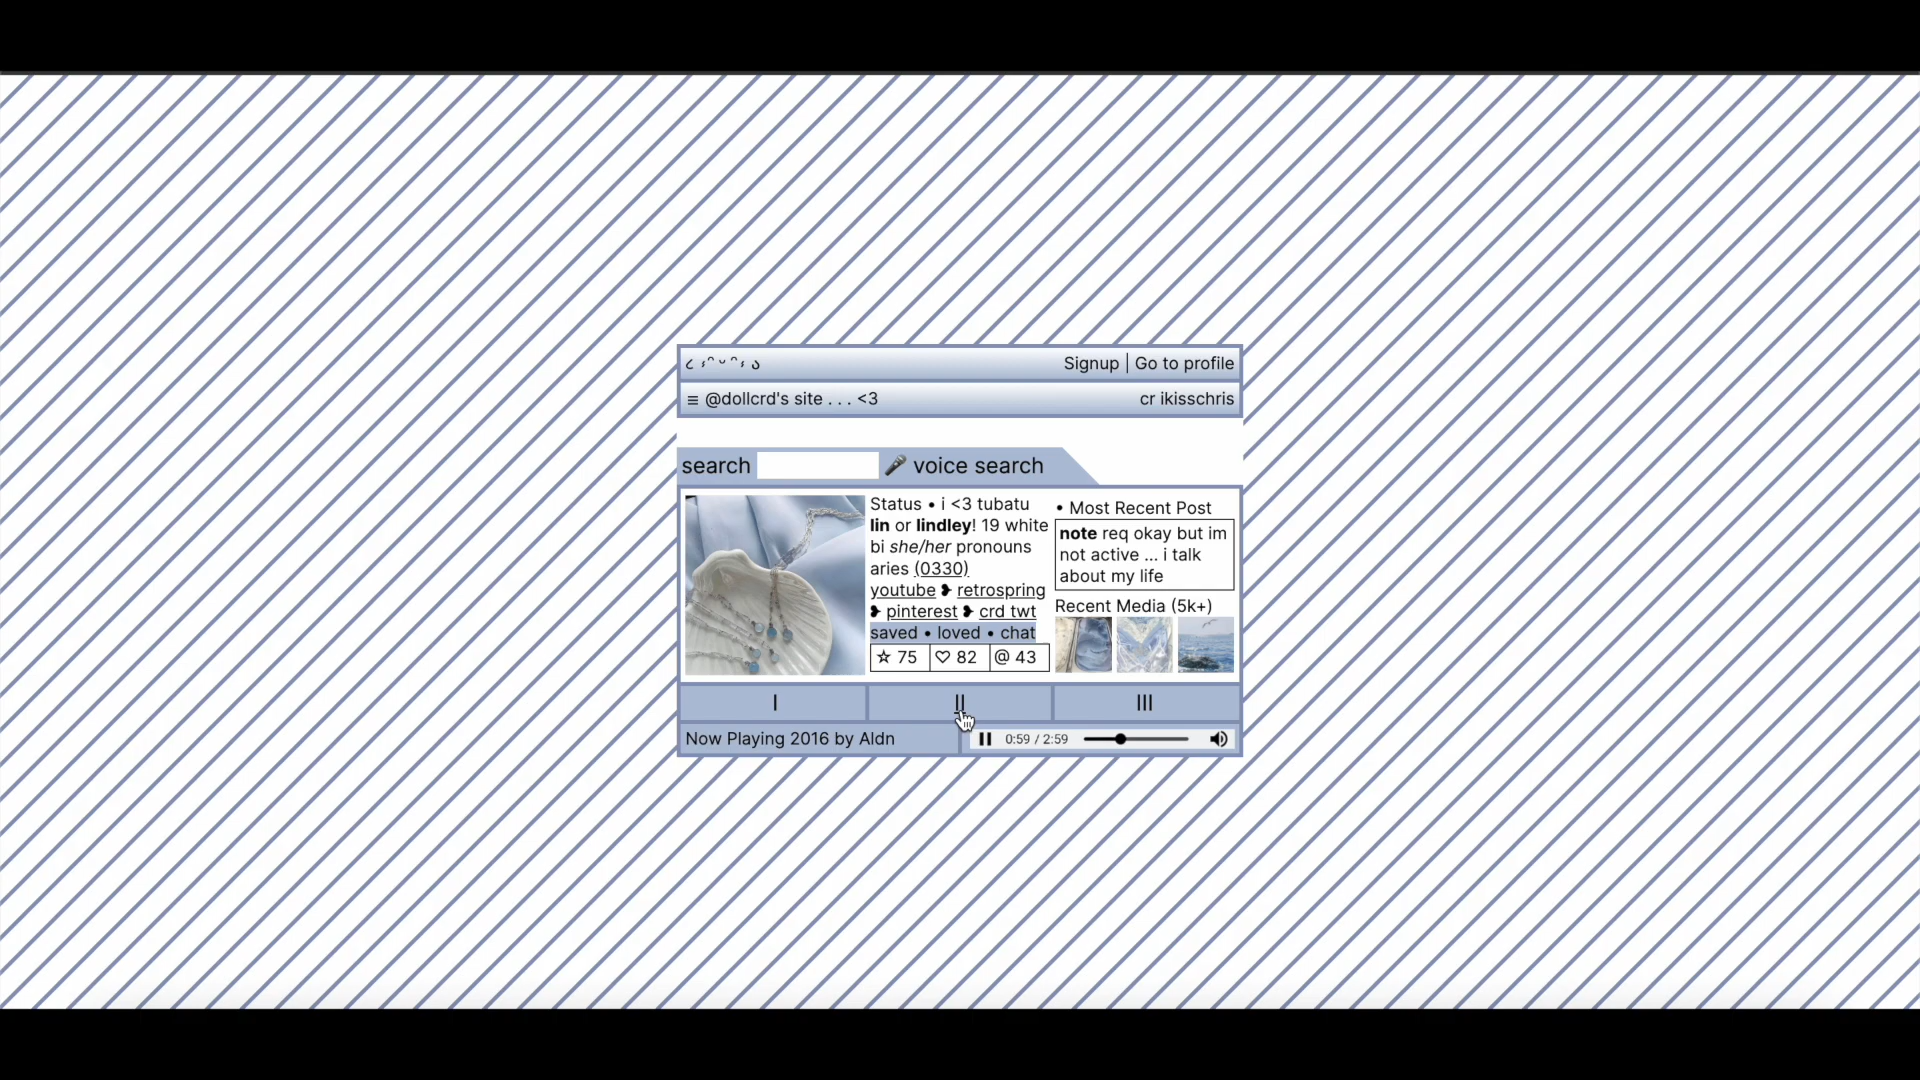 ૮ ⸝⸝ᴖ ᵕ ᴖ⸝⸝ ა
Signup | Go to profile
≡ @dollcrd's site . . . <3
cr ikisschris
search
🎤 voice search
Status • i <3 tubatu
lin or lindley! 19 white
bi she/her pronouns
aries (0330)
youtube ❥ retrospring
❥ pinterest ❥ crd twt
saved • loved • chat
☆ 75 ♡ 82 @ 43
• Most Recent Post
note req okay but im
not active ... i talk
about my life
Recent Media (5k+)
I
II
III
Now Playing 2016 by Aldn
0:59 / 2:59